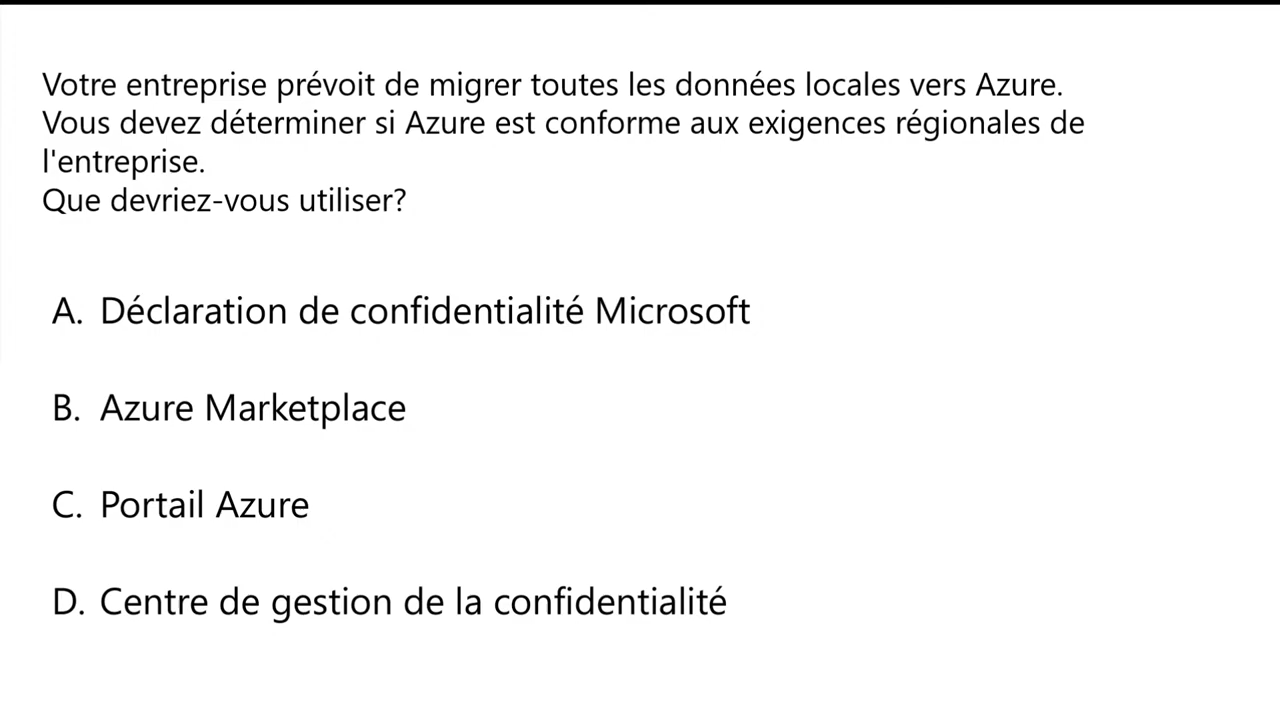 Votre entreprise prévoit de migrer toutes les données locales vers Azure.
Vous devez déterminer si Azure est conforme aux exigences régionales de
l'entreprise.
Que devriez-vous utiliser?
A. Déclaration de confidentialité Microsoft
B. Azure Marketplace
C. Portail Azure
D. Centre de gestion de la confidentialité